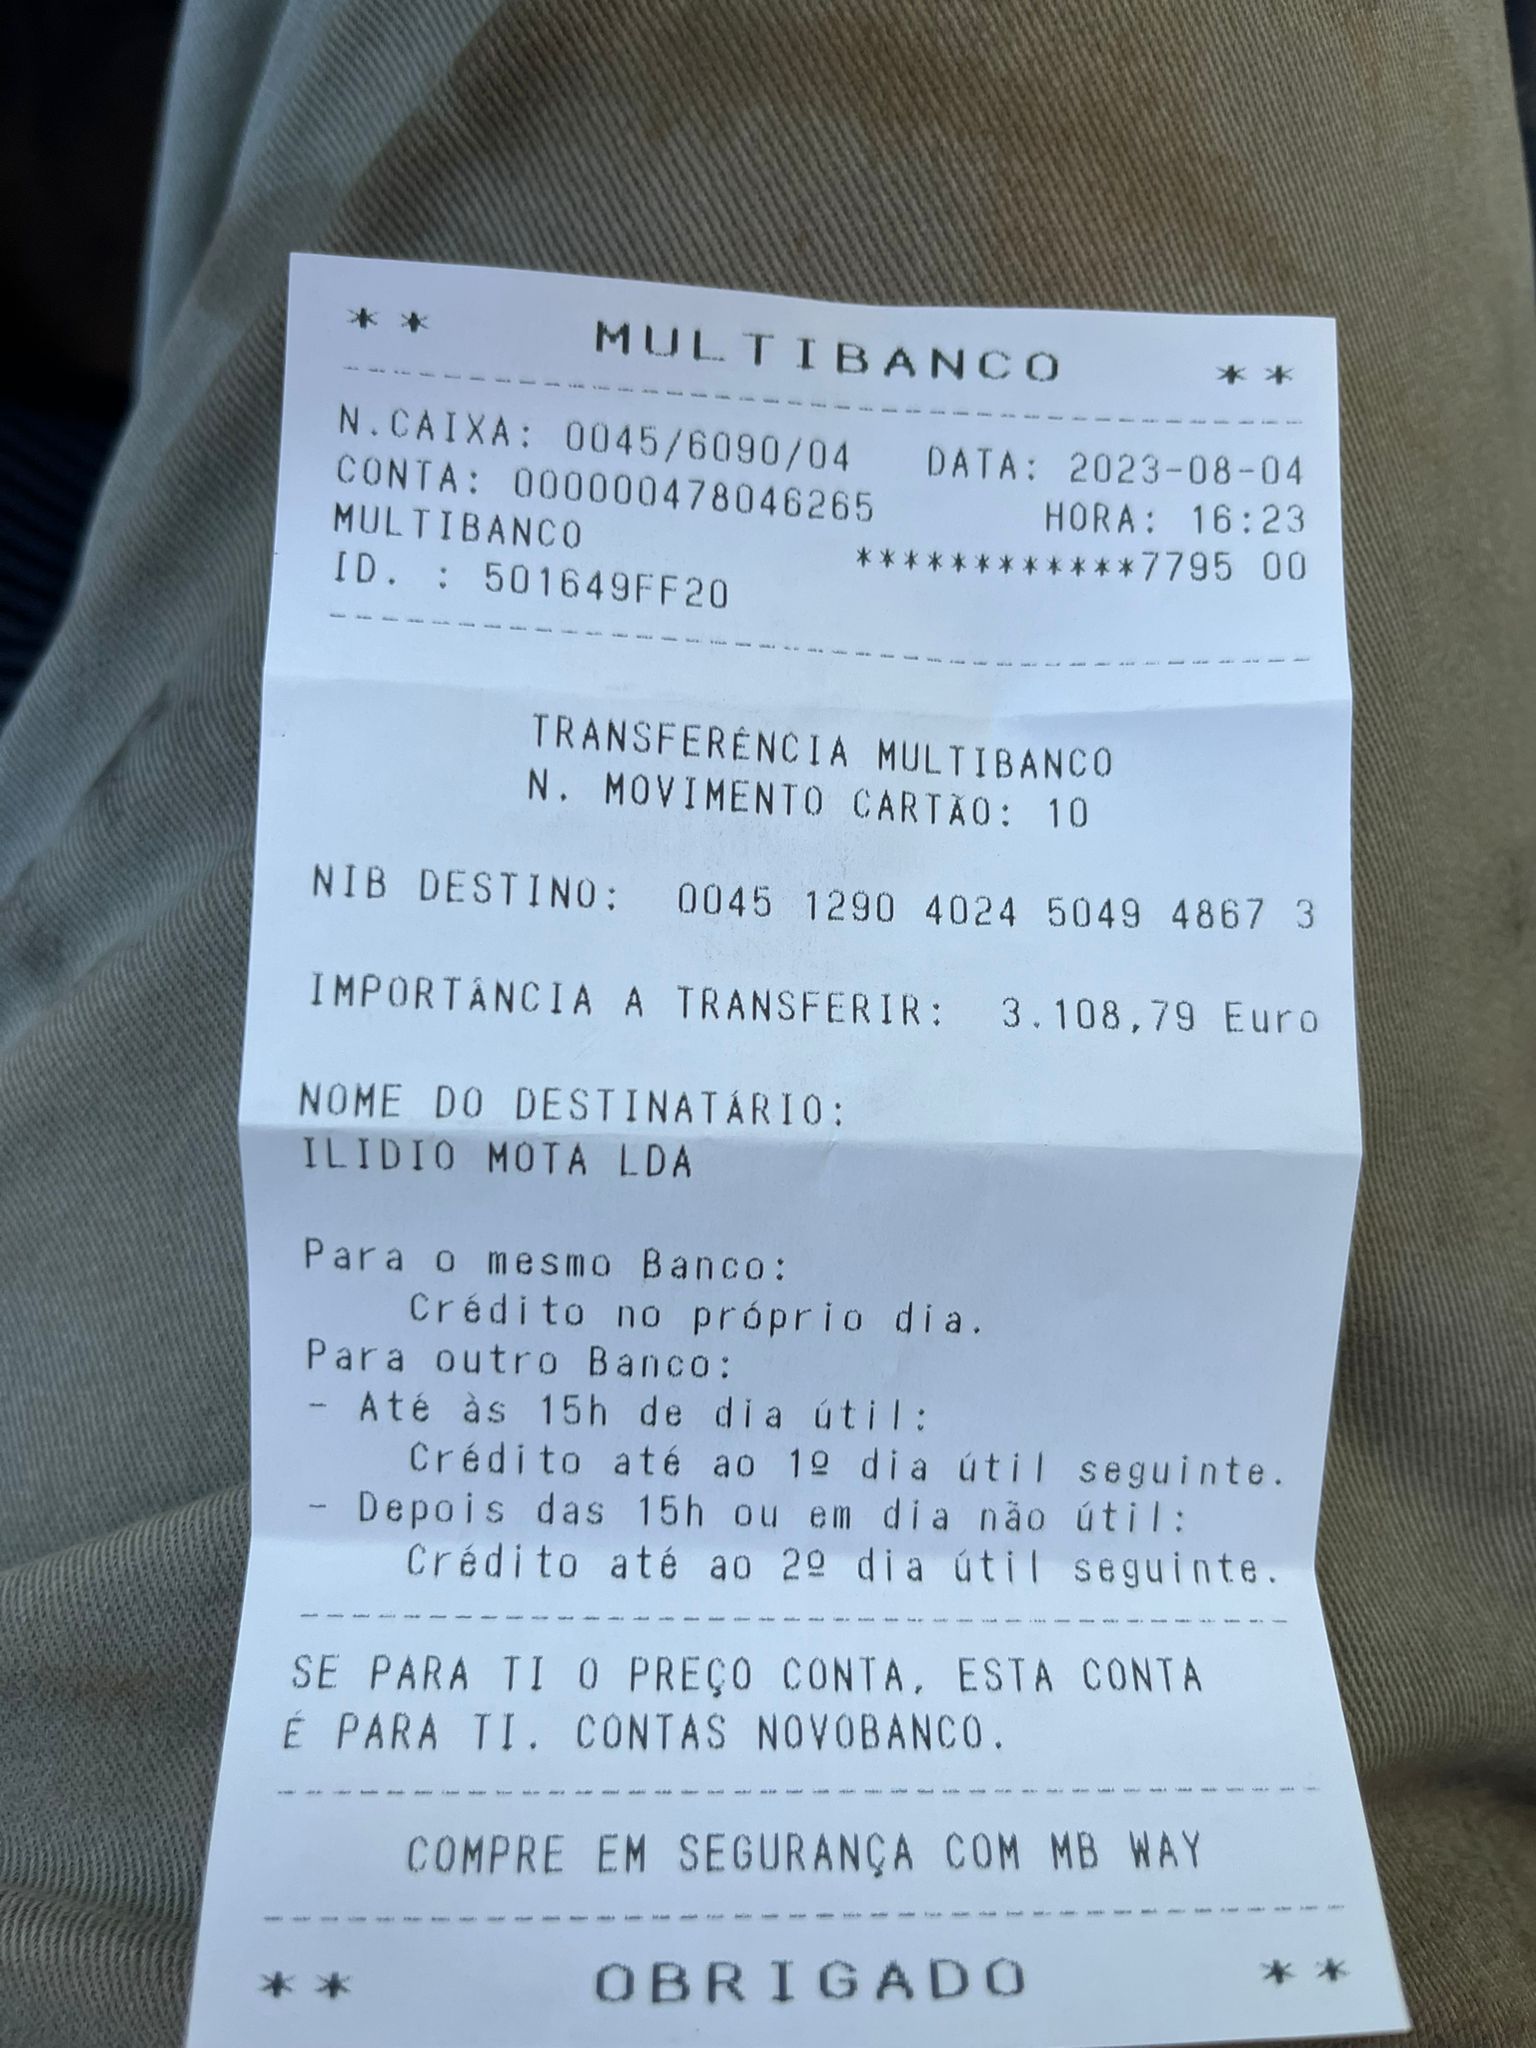 ** MULTIBANCO **
N.CAIXA: 0045/6090/04 DATA: 2023-08-04
CONTA: 000000478046265 HORA: 16:23
MULTIBANCO ************7795 00
ID. : 501649FF20
TRANSFERÊNCIA MULTIBANCO
N. MOVIMENTO CARTÃO: 10
NIB DESTINO: 0045 1290 4024 5049 4867 3
IMPORTÂNCIA A TRANSFERIR: 3.108,79 Euro
NOME DO DESTINATÁRIO:
ILIDIO MOTA LDA
Para o mesmo Banco:
Crédito no próprio dia.
Para outro Banco:
- Até às 15h de dia útil:
Crédito até ao 1º dia útil seguinte.
- Depois das 15h ou em dia não útil:
Crédito até ao 2º dia útil seguinte.
SE PARA TI O PREÇO CONTA, ESTA CONTA
É PARA TI. CONTAS NOVOBANCO.
COMPRE EM SEGURANÇA COM MB WAY
** OBRIGADO **